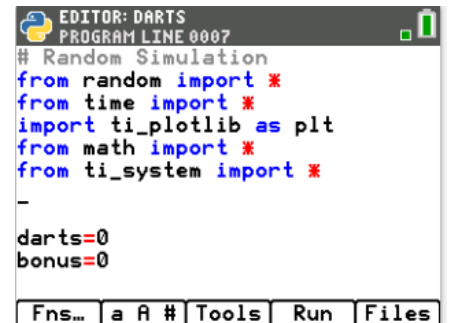 EDITOR: DARTS
PROGRAM LINE 0007
# Random Simulation
from random import *
from time import *
import ti_plotlib as plt
from math import *
from ti_system import *
_
darts=0
bonus=0
Fns… a A # Tools Run Files